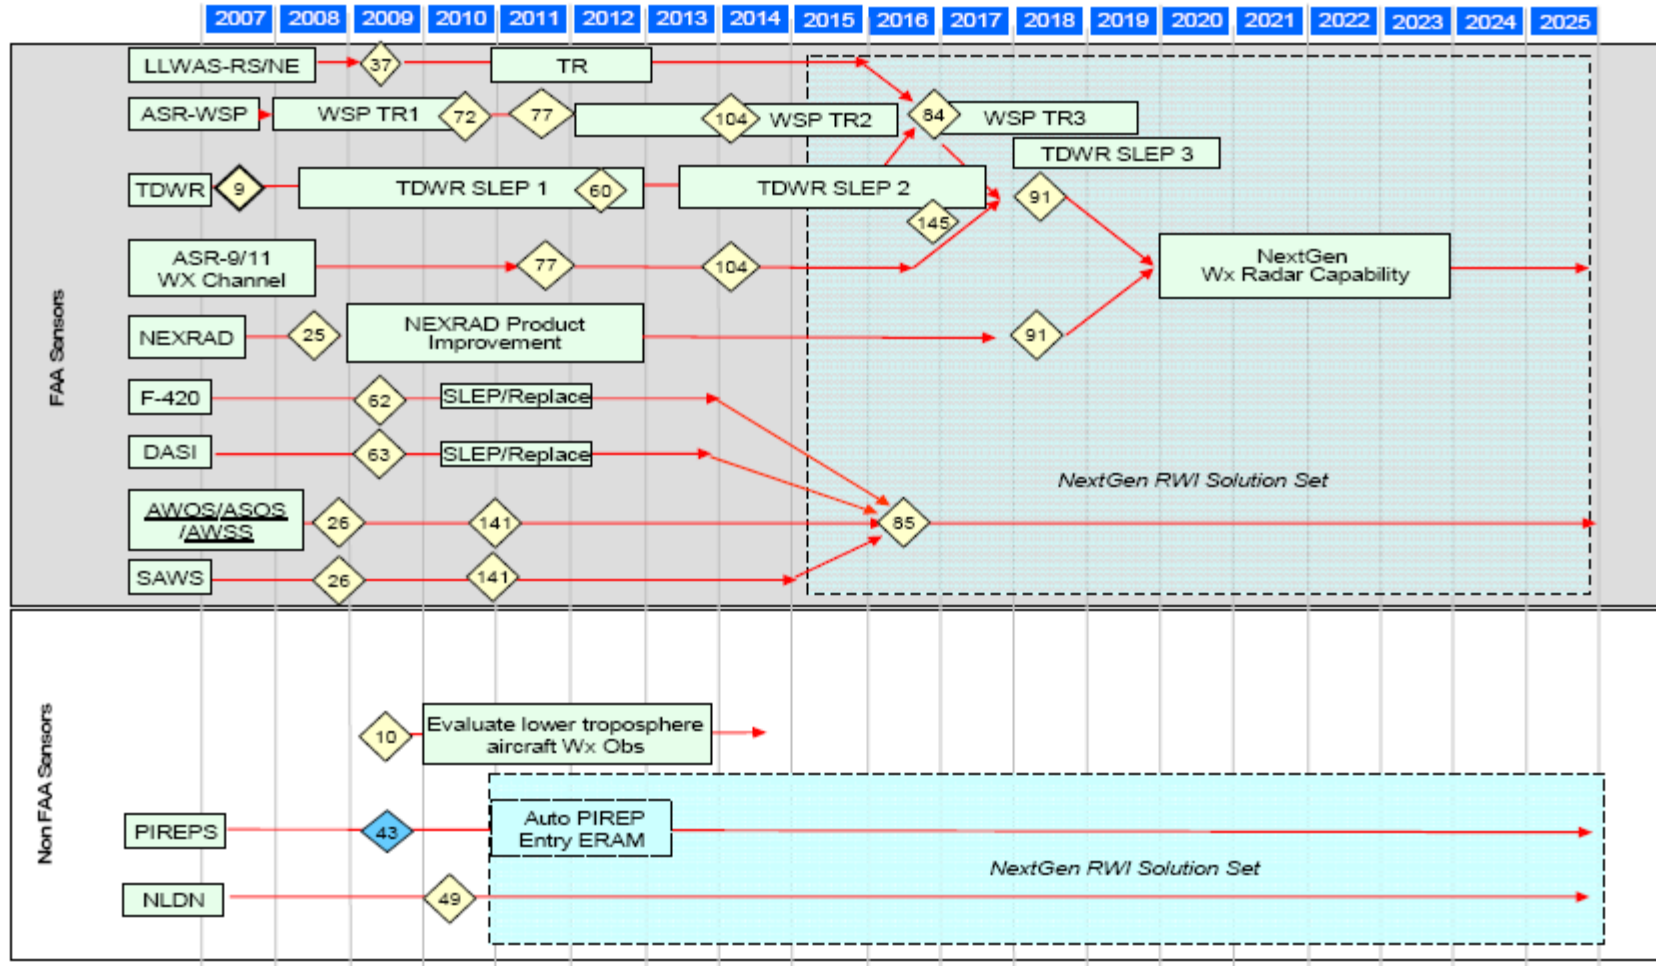 2007 2008 2009 2010 2011 2012 2013 2014 2015 2016 2017 2018 2019 2020 2021 2022 2023 2024 2025
FAA Sensors
LLWAS-RS/NE 37 TR
ASR-WSP WSP TR1 72 77 104 WSP TR2 84 WSP TR3
TDWR SLEP 3
TDWR 9 TDWR SLEP 1 60 TDWR SLEP 2 91
145
ASR-9/11
WX Channel
77 104
NextGen
Wx Radar Capability
NEXRAD 25
NEXRAD Product
Improvement
91
F-420 62 SLEP/Replace
DASI 63 SLEP/Replace
NextGen RWI Solution Set
AWOS/ASOS
/AWSS
26 141 85
SAWS 26 141
Non FAA Sensors
10
Evaluate lower troposphere
aircraft Wx Obs
PIREPS 43
Auto PIREP
Entry ERAM
NextGen RWI Solution Set
NLDN 49